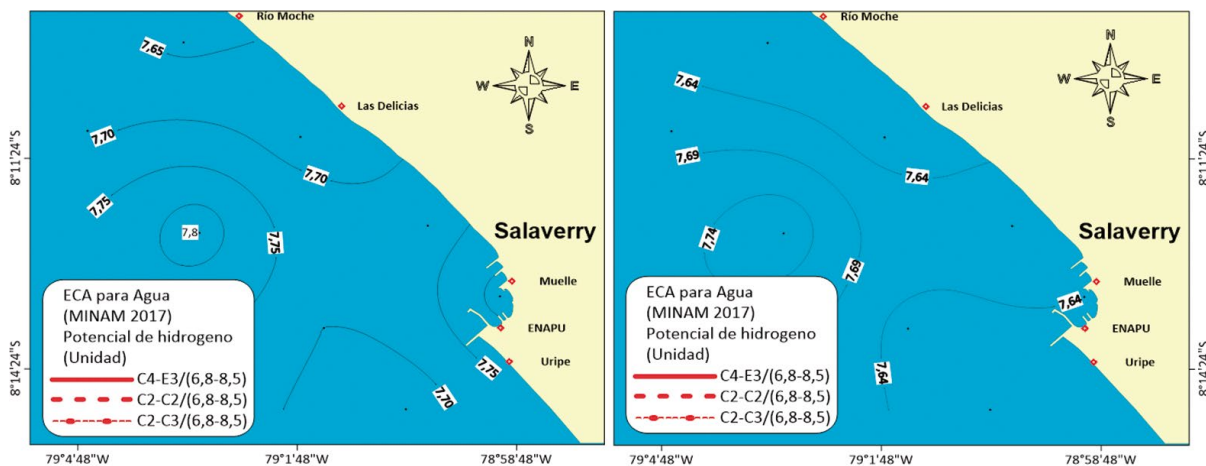 Río Moche
7,65
N
W E
S
Las Delicias
7,70
7,70
7,75
7,8
7,75
Salaverry
Muelle
ENAPU
Uripe
7,75
7,70
ECA para Agua
(MINAM 2017)
Potencial de hidrogeno
(Unidad)
C4-E3/(6,8-8,5)
C2-C2/(6,8-8,5)
C2-C3/(6,8-8,5)
8°11'24"S
8°14'24"S
79°4'48"W
79°1'48"W
78°58'48"W
Río Moche
7,64
N
W E
S
Las Delicias
7,69
7,64
7,74
7,69
Salaverry
Muelle
7,64
ENAPU
Uripe
7,64
ECA para Agua
(MINAM 2017)
Potencial de hidrogeno
(Unidad)
C4-E3/(6,8-8,5)
C2-C2/(6,8-8,5)
C2-C3/(6,8-8,5)
8°11'24"S
8°14'24"S
79°4'48"W
79°1'48"W
78°58'48"W